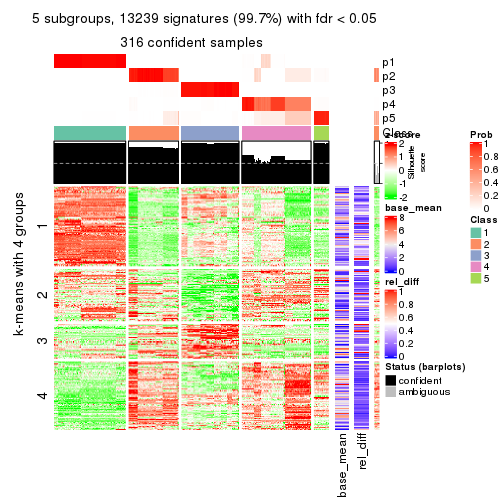 5 subgroups, 13239 signatures (99.7%) with fdr < 0.05
316 confident samples
p1
p2
p3
p4
p5
Class
z-score
2
1
0
-1
-2
Silhouette
score
Prob
1
0.8
0.6
0.4
0.2
0
base_mean
8
6
4
2
0
Class
1
2
3
4
5
rel_diff
1
0.8
0.6
0.4
0.2
0
Status (barplots)
confident
ambiguous
k-means with 4 groups
1
2
3
4
base_mean
rel_diff